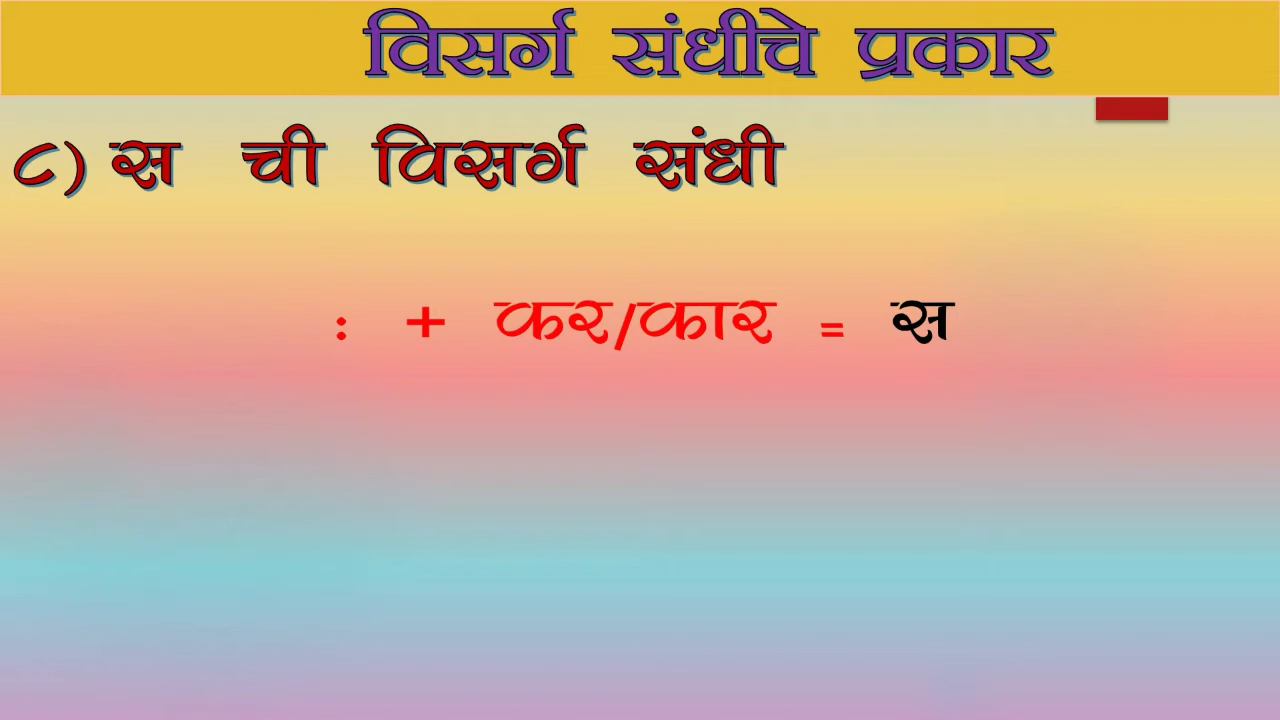 विसर्ग संधीचे प्रकार
८) स ची विसर्ग संधी
: + कर/कार = स